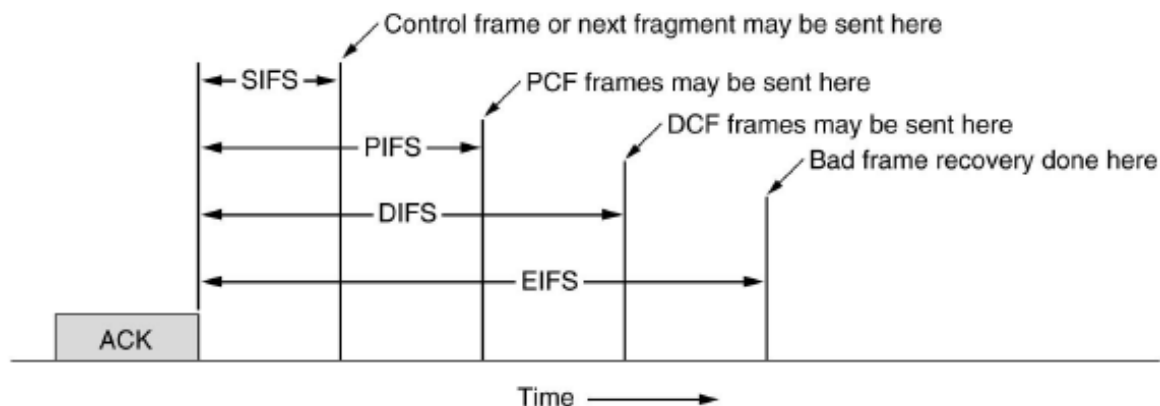 Control frame or next fragment may be sent here
SIFS
PCF frames may be sent here
PIFS
DCF frames may be sent here
Bad frame recovery done here
DIFS
EIFS
ACK
Time